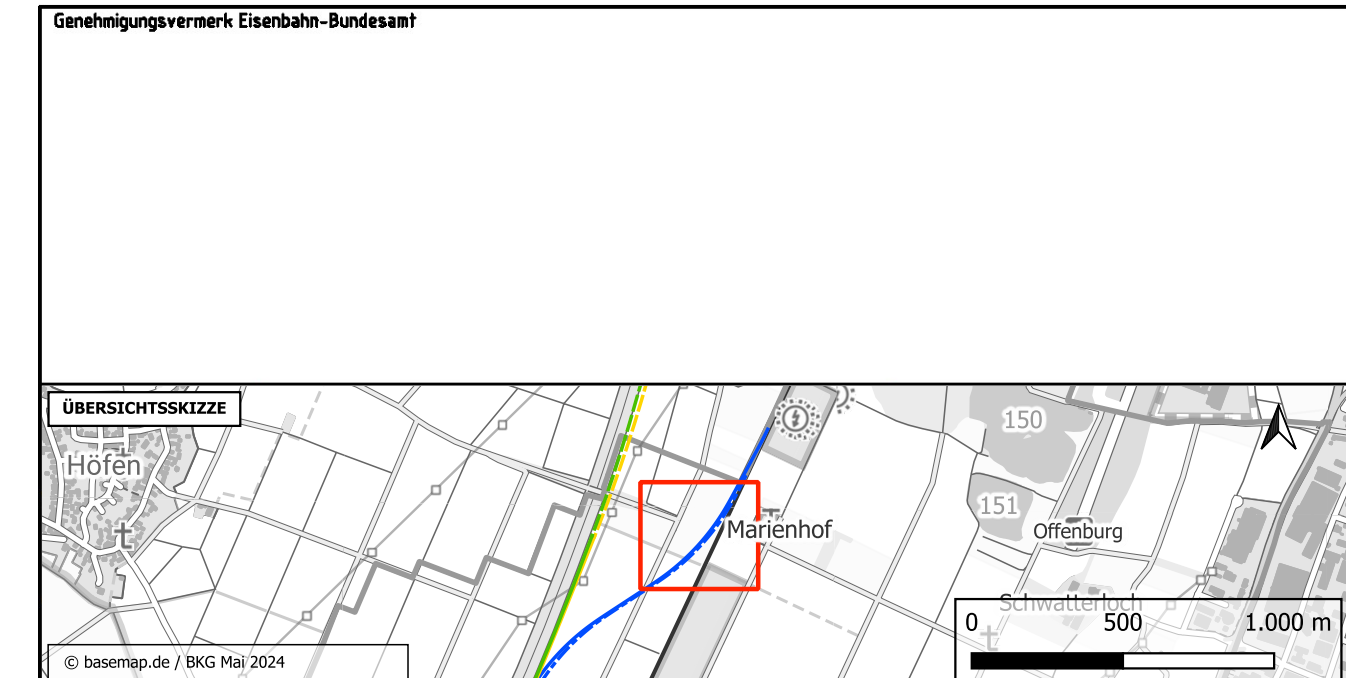 Genehmigungsvermerk Eisenbahn-Bundesamt
ÜBERSICHTSSKIZZE
150
Höfen
151
Marienhof
Offenburg
Schwatterloch
0 500 1.000 m
© basemap.de / BKG Mai 2024